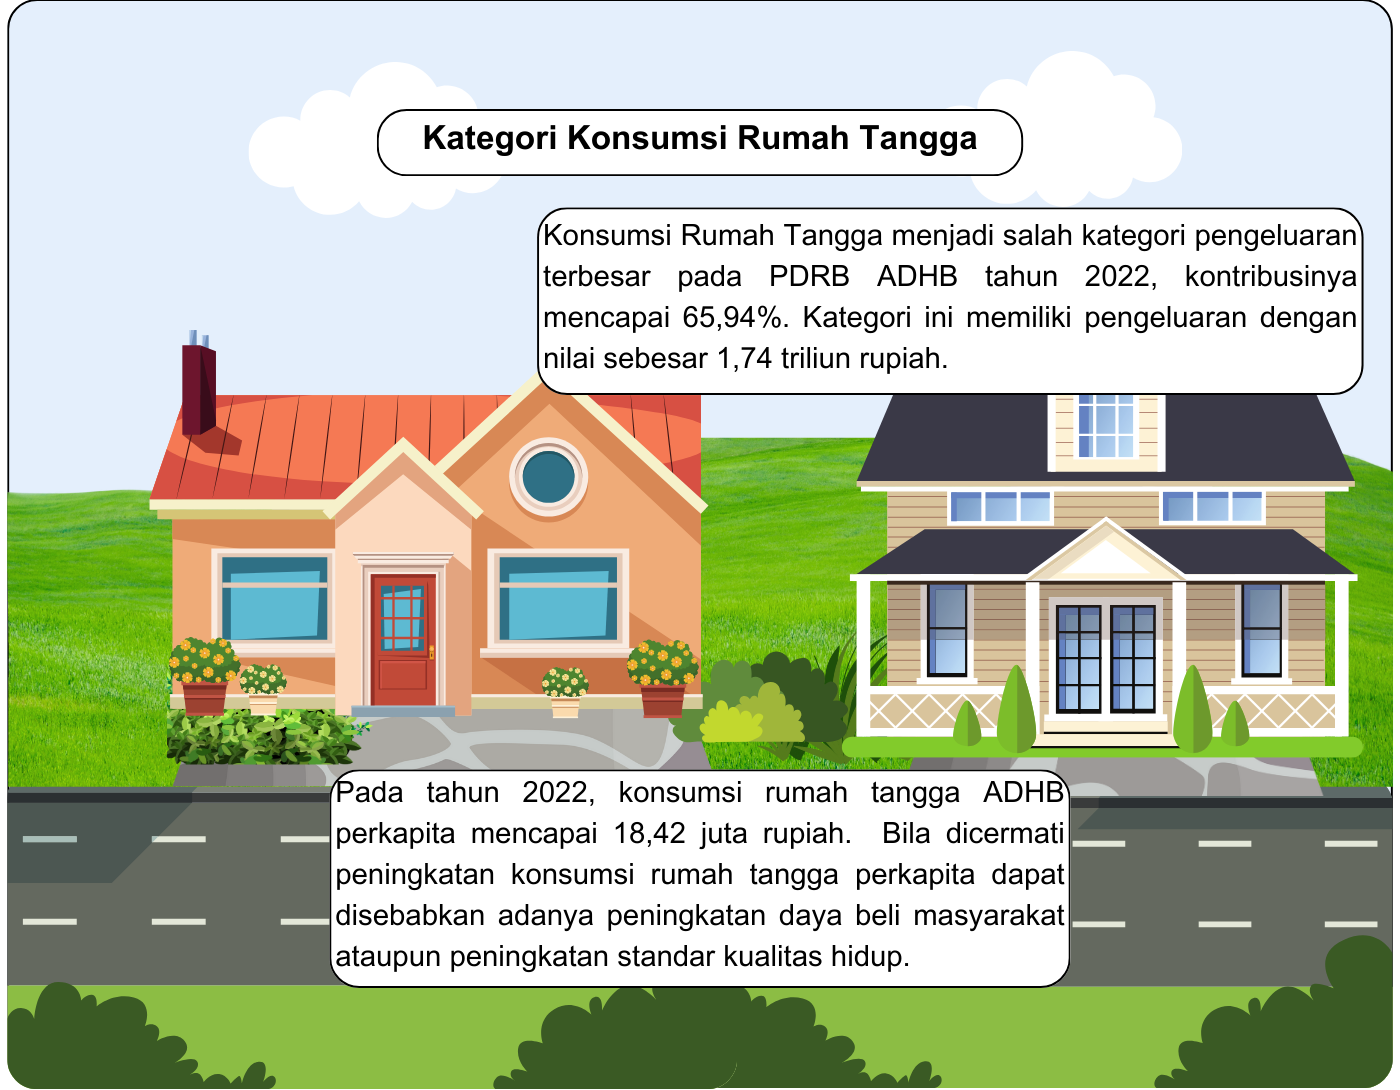 Kategori Konsumsi Rumah Tangga
Konsumsi Rumah Tangga menjadi salah kategori pengeluaran
terbesar pada PDRB ADHB tahun 2022, kontribusinya
mencapai 65,94%. Kategori ini memiliki pengeluaran dengan
nilai sebesar 1,74 triliun rupiah.
Pada tahun 2022, konsumsi rumah tangga ADHB
perkapita mencapai 18,42 juta rupiah. Bila dicermati
peningkatan konsumsi rumah tangga perkapita dapat
disebabkan adanya peningkatan daya beli masyarakat
ataupun peningkatan standar kualitas hidup.